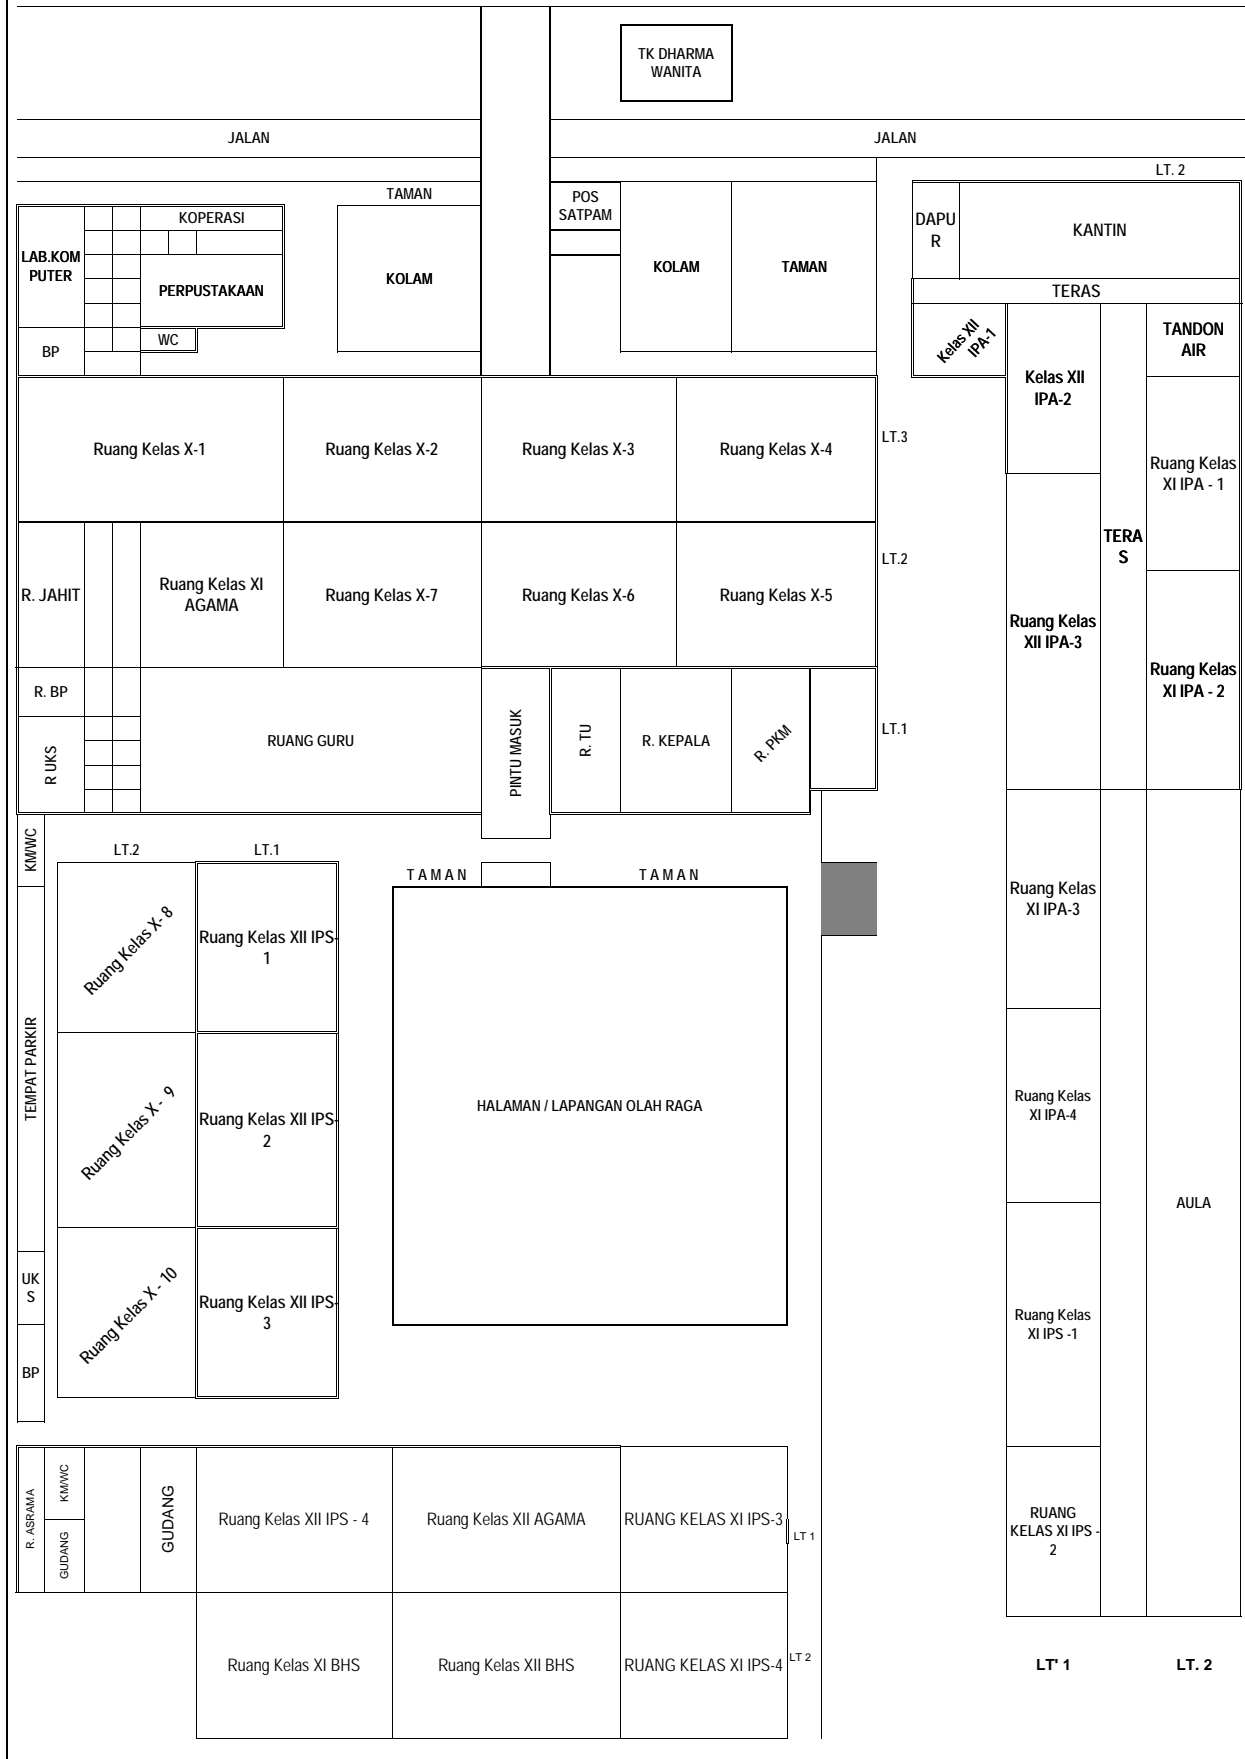 TK DHARMA
WANITA
JALAN
JALAN
LT. 2
TAMAN
POS
SATPAM
KOPERASI
DAPU
R
KANTIN
LAB.KOM
PUTER
PERPUSTAKAAN
KOLAM
KOLAM
TAMAN
TERAS
WC
BP
Kelas XII
IPA-1
Kelas XII
IPA-2
TANDON
AIR
Ruang Kelas X-1
Ruang Kelas X-2
Ruang Kelas X-3
Ruang Kelas X-4
LT.3
Ruang Kelas
XI IPA - 1
R. JAHIT
Ruang Kelas XI
AGAMA
Ruang Kelas X-7
Ruang Kelas X-6
Ruang Kelas X-5
LT.2
TERA
S
Ruang Kelas
XII IPA-3
Ruang Kelas
XI IPA - 2
R. BP
R UKS
RUANG GURU
PINTU MASUK
R. TU
R. KEPALA
R. PKM
LT.1
KM/WC
LT.2
LT.1
T A M A N
T A M A N
Ruang Kelas X- 8
Ruang Kelas XII IPS-
1
Ruang Kelas
XI IPA-3
TEMPAT PARKIR
Ruang Kelas X - 9
Ruang Kelas XII IPS-
2
HALAMAN / LAPANGAN OLAH RAGA
Ruang Kelas
XI IPA-4
AULA
UK
S
Ruang Kelas X - 10
Ruang Kelas XII IPS-
3
Ruang Kelas
XI IPS -1
BP
R. ASRAMA
KM/WC
GUDANG
GUDANG
Ruang Kelas XII IPS - 4
Ruang Kelas XII AGAMA
RUANG KELAS XI IPS-3
LT 1
RUANG
KELAS XI IPS -
2
Ruang Kelas XI BHS
Ruang Kelas XII BHS
RUANG KELAS XI IPS-4
LT 2
LT' 1
LT. 2